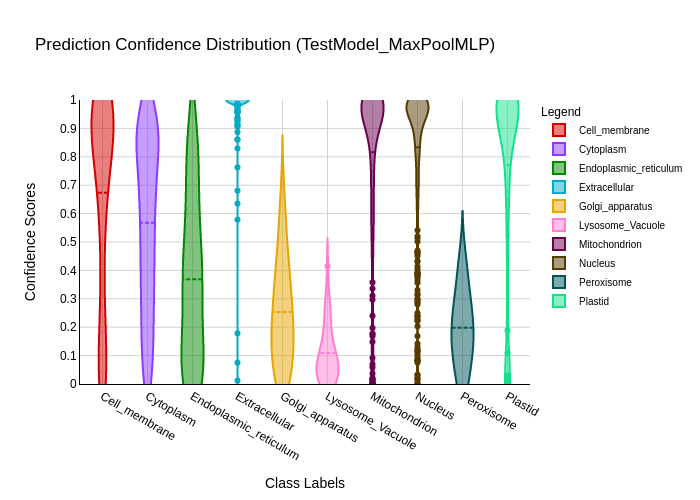 Prediction Confidence Distribution (TestModel_MaxPoolMLP)
Legend
Cell_membrane
Cytoplasm
Endoplasmic_reticulum
Extracellular
Golgi_apparatus
Lysosome_Vacuole
Mitochondrion
Nucleus
Peroxisome
Plastid
Confidence Scores
1
0.9
0.8
0.7
0.6
0.5
0.4
0.3
0.2
0.1
0
Cell_membrane
Cytoplasm
Endoplasmic_reticulum
Extracellular
Golgi_apparatus
Lysosome_Vacuole
Mitochondrion
Nucleus
Peroxisome
Plastid
Class Labels